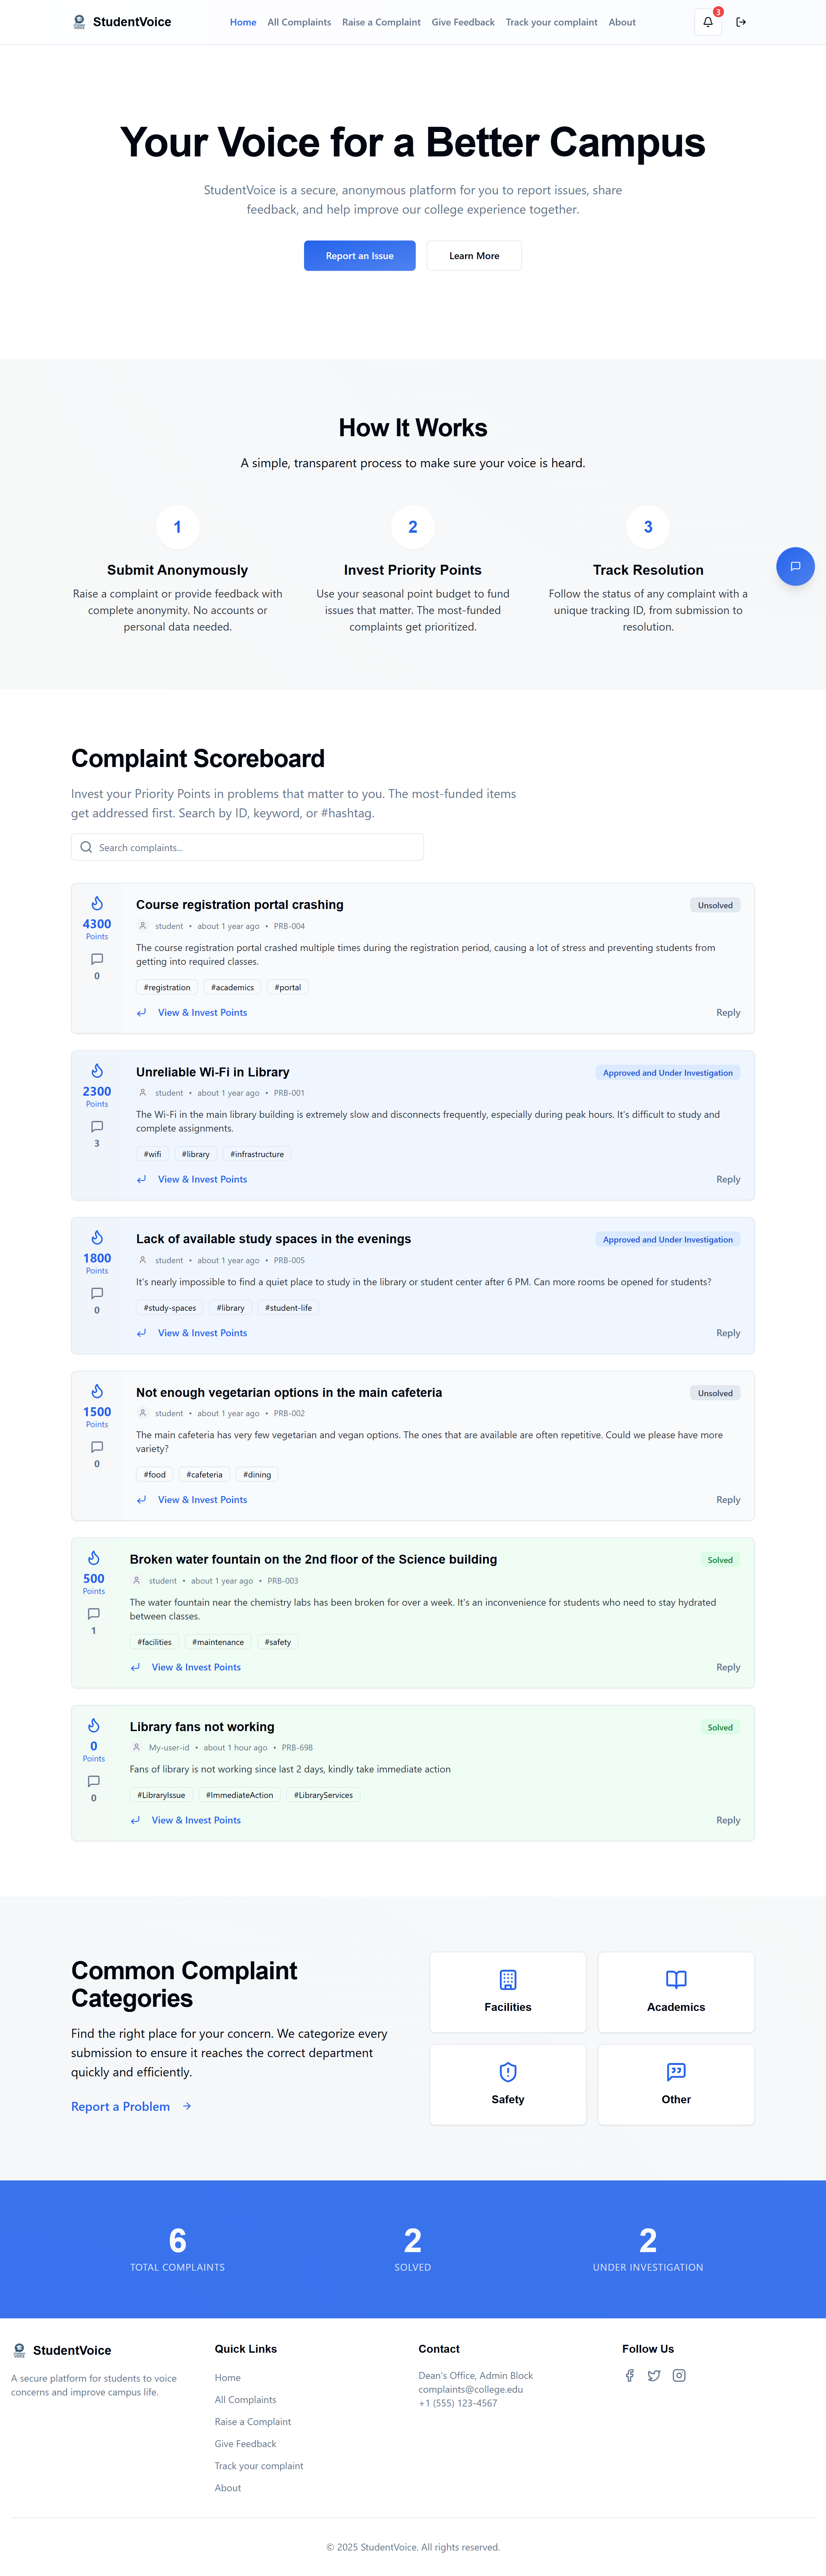 StudentVoice
Home All Complaints Raise a Complaint Give Feedback Track your complaint About
3
Your Voice for a Better Campus
StudentVoice is a secure, anonymous platform for you to report issues, share
feedback, and help improve our college experience together.
Report an Issue Learn More
How It Works
A simple, transparent process to make sure your voice is heard.
1
Submit Anonymously
Raise a complaint or provide feedback with
complete anonymity. No accounts or
personal data needed.
2
Invest Priority Points
Use your seasonal point budget to fund
issues that matter. The most-funded
complaints get prioritized.
3
Track Resolution
Follow the status of any complaint with a
unique tracking ID, from submission to
resolution.
Complaint Scoreboard
Invest your Priority Points in problems that matter to you. The most-funded items
get addressed first. Search by ID, keyword, or #hashtag.
Search complaints...
4300
Points
0
Course registration portal crashing
Unsolved
student • about 1 year ago • PRB-004
The course registration portal crashed multiple times during the registration period, causing a lot of stress and preventing students from
getting into required classes.
#registration #academics #portal
View & Invest Points Reply
2300
Points
3
Unreliable Wi-Fi in Library
Approved and Under Investigation
student • about 1 year ago • PRB-001
The Wi-Fi in the main library building is extremely slow and disconnects frequently, especially during peak hours. It's difficult to study and
complete assignments.
#wifi #library #infrastructure
View & Invest Points Reply
1800
Points
0
Lack of available study spaces in the evenings
Approved and Under Investigation
student • about 1 year ago • PRB-005
It's nearly impossible to find a quiet place to study in the library or student center after 6 PM. Can more rooms be opened for students?
#study-spaces #library #student-life
View & Invest Points Reply
1500
Points
0
Not enough vegetarian options in the main cafeteria
Unsolved
student • about 1 year ago • PRB-002
The main cafeteria has very few vegetarian and vegan options. The ones that are available are often repetitive. Could we please have more
variety?
#food #cafeteria #dining
View & Invest Points Reply
500
Points
1
Broken water fountain on the 2nd floor of the Science building
Solved
student • about 1 year ago • PRB-003
The water fountain near the chemistry labs has been broken for over a week. It's an inconvenience for students who need to stay hydrated
between classes.
#facilities #maintenance #safety
View & Invest Points Reply
0
Points
0
Library fans not working
Solved
My-user-id • about 1 hour ago • PRB-698
Fans of library is not working since last 2 days, kindly take immediate action
#LibraryIssue #ImmediateAction #LibraryServices
View & Invest Points Reply
Common Complaint
Categories
Find the right place for your concern. We categorize every
submission to ensure it reaches the correct department
quickly and efficiently.
Report a Problem
Facilities
Academics
Safety
Other
6
TOTAL COMPLAINTS
2
SOLVED
2
UNDER INVESTIGATION
StudentVoice
A secure platform for students to voice
concerns and improve campus life.
Quick Links
Home
All Complaints
Raise a Complaint
Give Feedback
Track your complaint
About
Contact
Dean's Office, Admin Block
complaints@college.edu
+1 (555) 123-4567
Follow Us
© 2025 StudentVoice. All rights reserved.